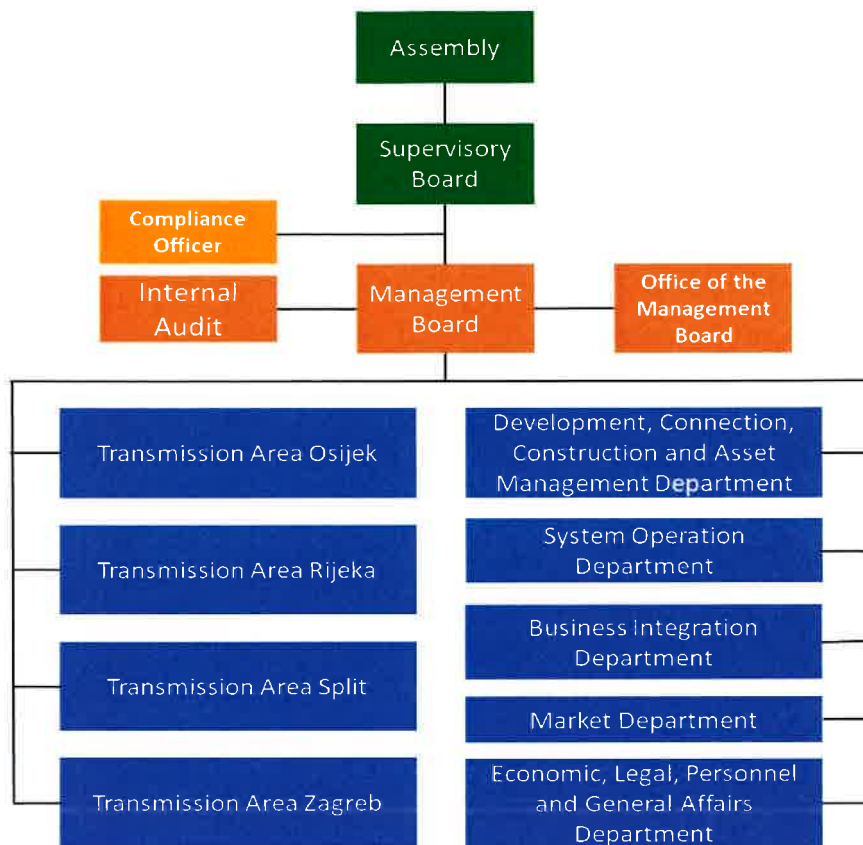 Assembly
Supervisory
Board
Compliance
Officer
Internal
Audit
Management
Board
Office of the
Management
Board
Transmission Area Osijek
Transmission Area Rijeka
Transmission Area Split
Transmission Area Zagreb
Development, Connection,
Construction and Asset
Management Department
System Operation
Department
Business Integration
Department
Market Department
Economic, Legal, Personnel
and General Affairs
Department